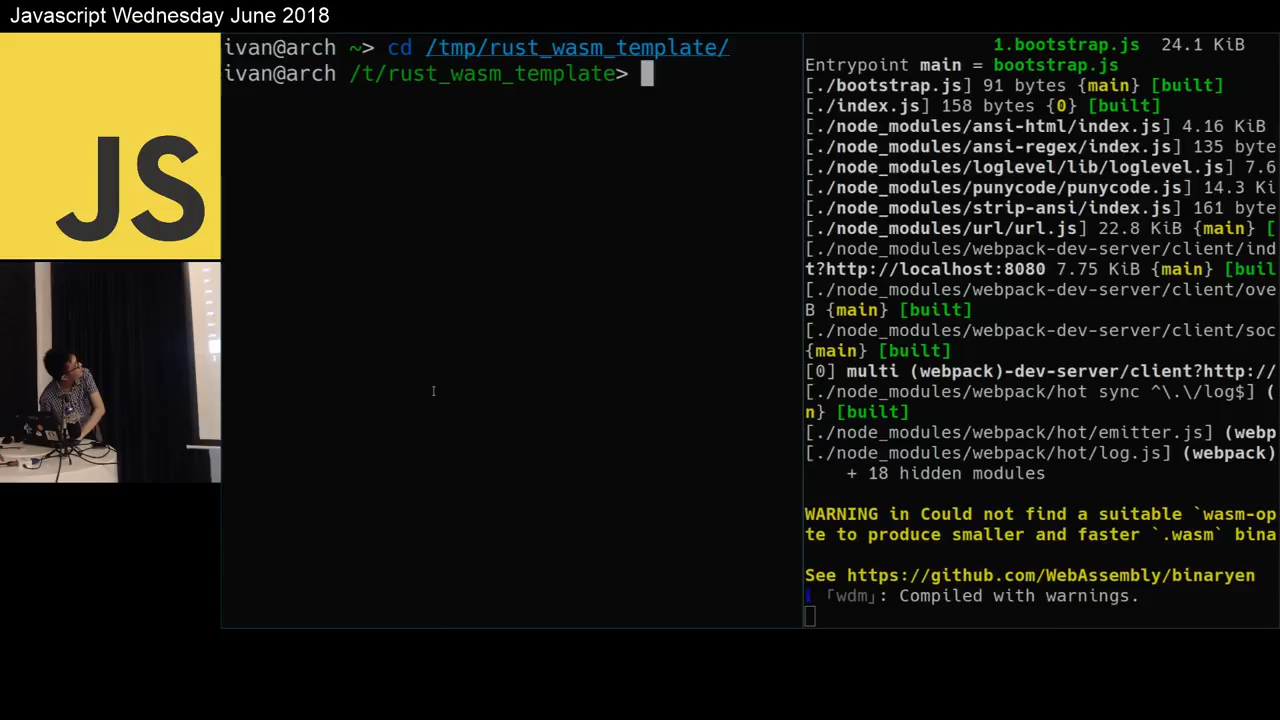 Javascript Wednesday June 2018
JS
ivan@arch ~> cd /tmp/rust_wasm_template/
ivan@arch /t/rust_wasm_template>
1.bootstrap.js 24.1 KiB
Entrypoint main = bootstrap.js
[./bootstrap.js] 91 bytes {main} [built]
[./index.js] 158 bytes {0} [built]
[./node_modules/ansi-html/index.js] 4.16 KiB
[./node_modules/ansi-regex/index.js] 135 byte
[./node_modules/loglevel/lib/loglevel.js] 7.6
[./node_modules/punycode/punycode.js] 14.3 Ki
[./node_modules/strip-ansi/index.js] 161 byte
[./node_modules/url/url.js] 22.8 KiB {main} [
[./node_modules/webpack-dev-server/client/ind
t?http://localhost:8080 7.75 KiB {main} [buil
[./node_modules/webpack-dev-server/client/ove
B {main} [built]
[./node_modules/webpack-dev-server/client/soc
{main} [built]
[0] multi (webpack)-dev-server/client?http://
[./node_modules/webpack/hot sync ^\.\/log$] (
n} [built]
[./node_modules/webpack/hot/emitter.js] (webp
[./node_modules/webpack/hot/log.js] (webpack)
+ 18 hidden modules
WARNING in Could not find a suitable `wasm-op
te to produce smaller and faster `.wasm` bina
See https://github.com/WebAssembly/binaryen
ℹ ｢wdm｣: Compiled with warnings.